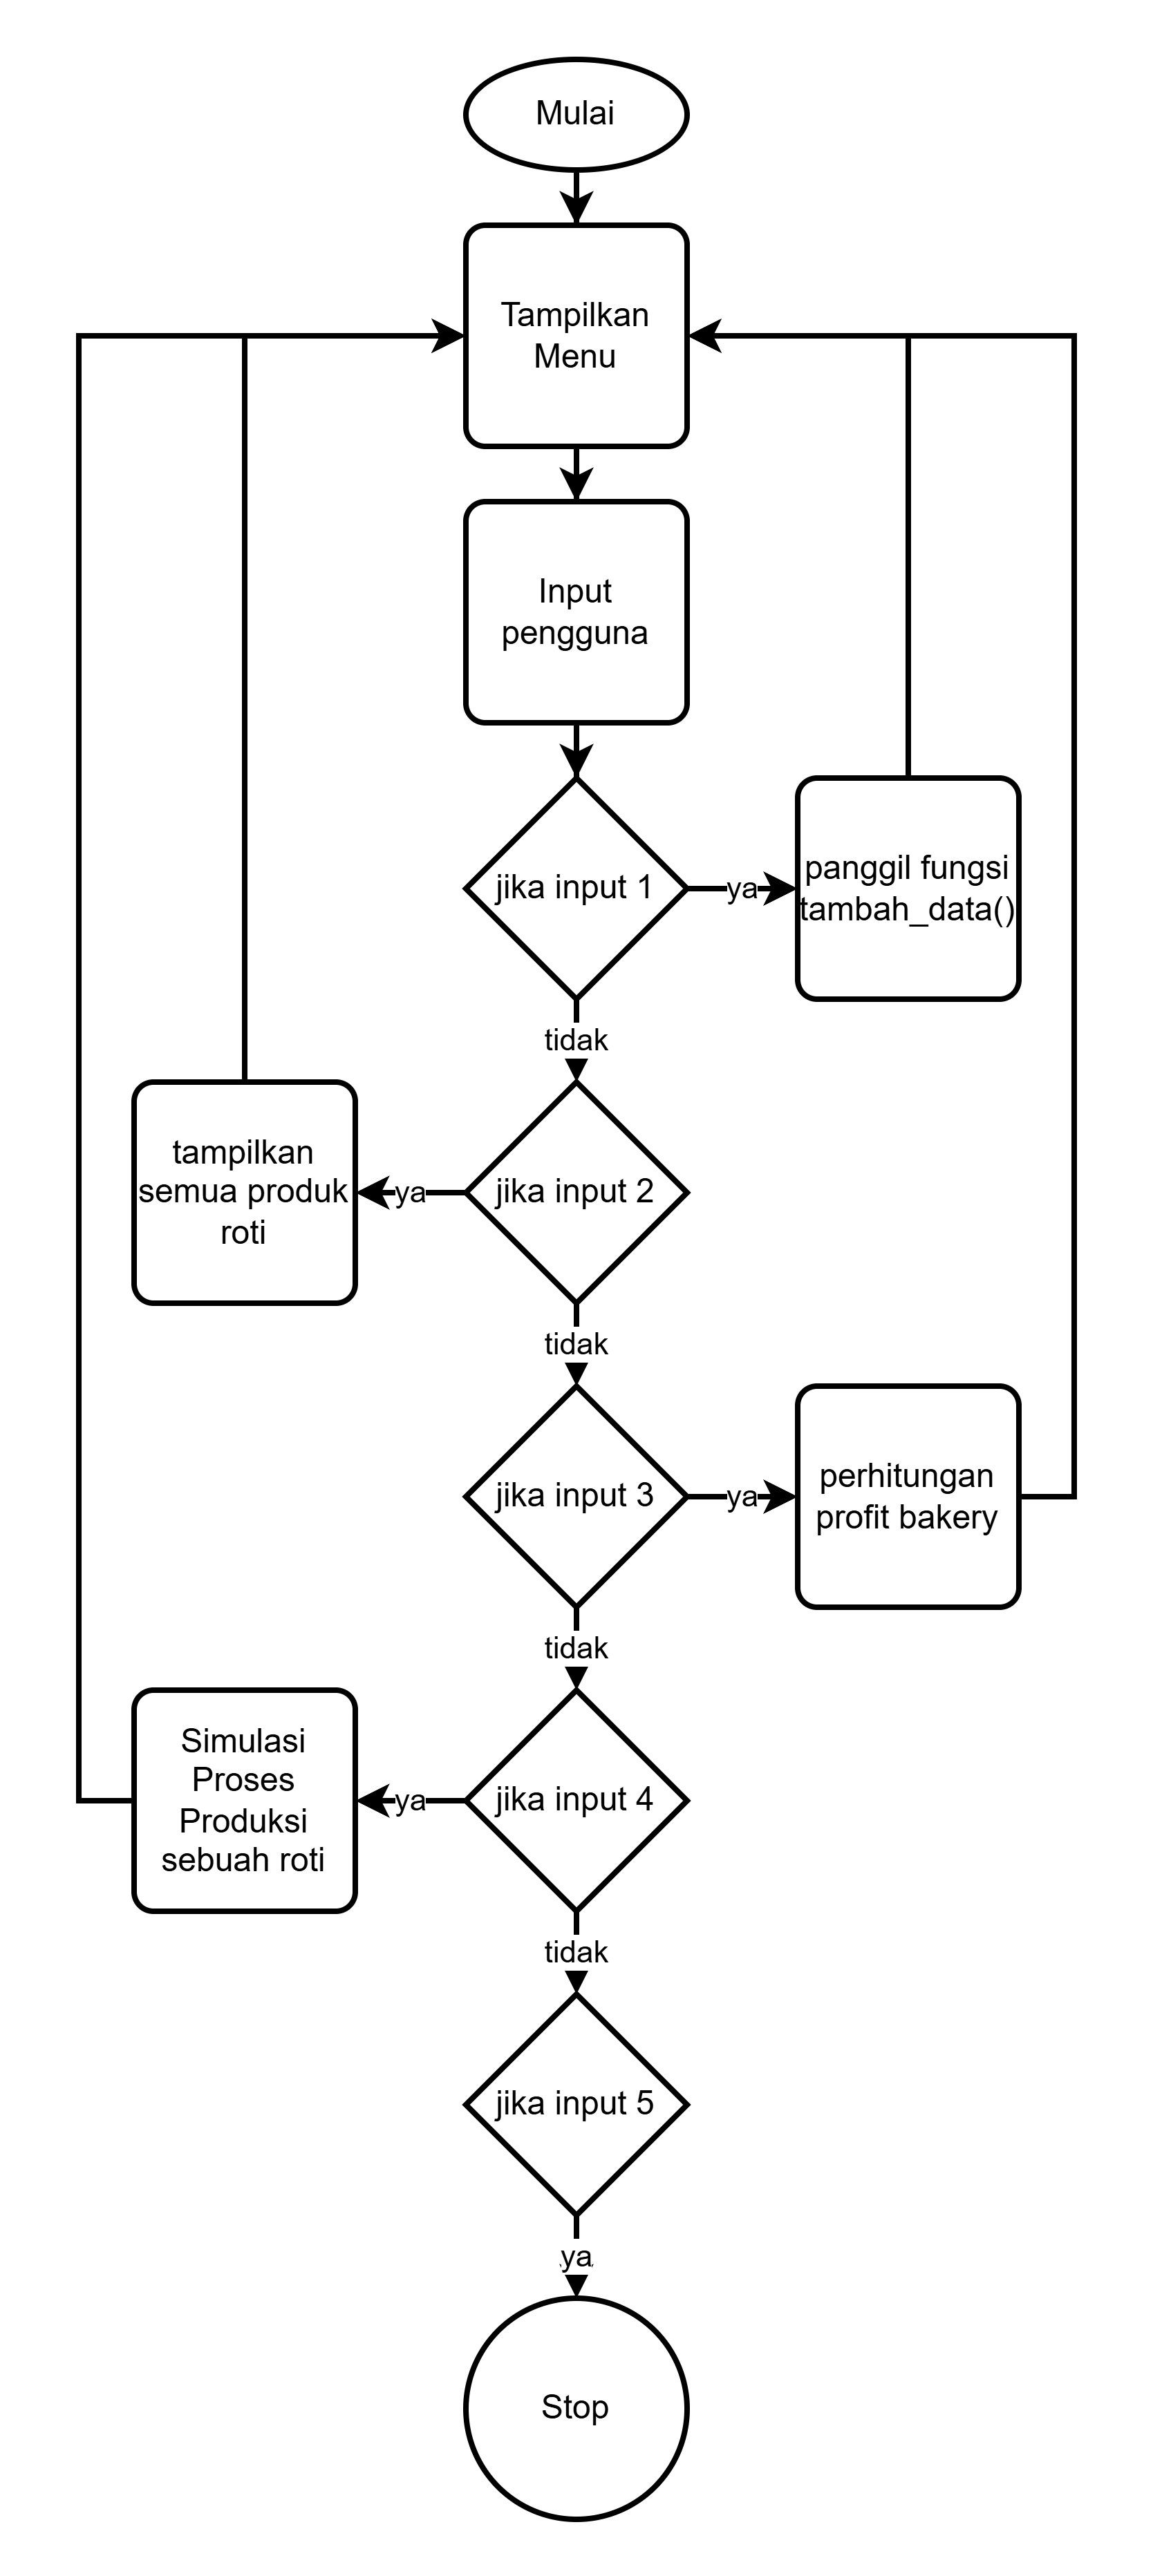 Mulai
Tampilkan
Menu
Input
pengguna
jika input 1
ya
panggil fungsi
tambah_data()
tidak
tampilkan
semua produk
roti
ya
jika input 2
tidak
jika input 3
ya
perhitungan
profit bakery
tidak
Simulasi
Proses
Produksi
sebuah roti
ya
jika input 4
tidak
jika input 5
ya
Stop